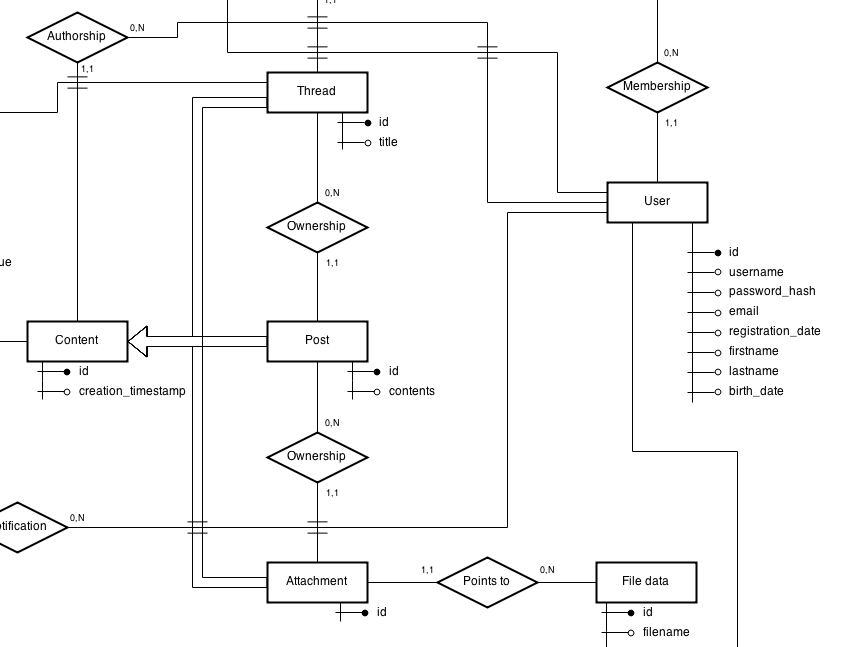 1,1
Authorship
0,N
1,1
0,N
Membership
1,1
Thread
id
title
0,N
Ownership
1,1
User
id
username
password_hash
email
registration_date
firstname
lastname
birth_date
ue
Content
id
creation_timestamp
Post
id
contents
0,N
Ownership
1,1
otification
0,N
Attachment
id
1,1
Points to
0,N
File data
id
filename